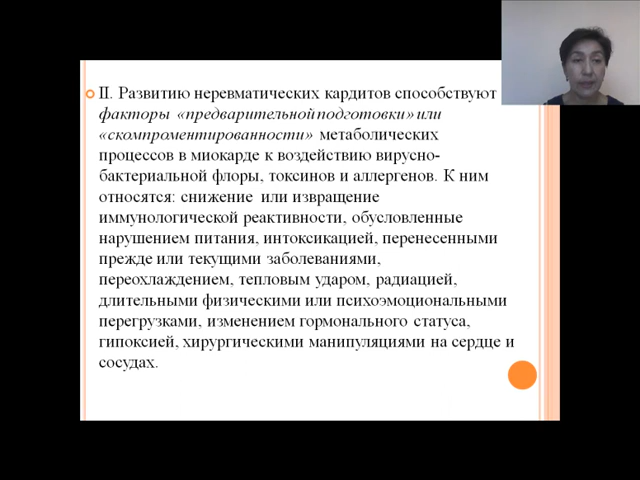 II. Развитию неревматических кардитов способствуют
факторы «предварительной подготовки» или
«скомпроментированности» метаболических
процессов в миокарде к воздействию вирусно-
бактериальной флоры, токсинов и аллергенов. К ним
относятся: снижение или извращение
иммунологической реактивности, обусловленные
нарушением питания, интоксикацией, перенесенными
прежде или текущими заболеваниями,
переохлаждением, тепловым ударом, радиацией,
длительными физическими или психоэмоциональными
перегрузками, изменением гормонального статуса,
гипоксией, хирургическими манипуляциями на сердце и
сосудах.